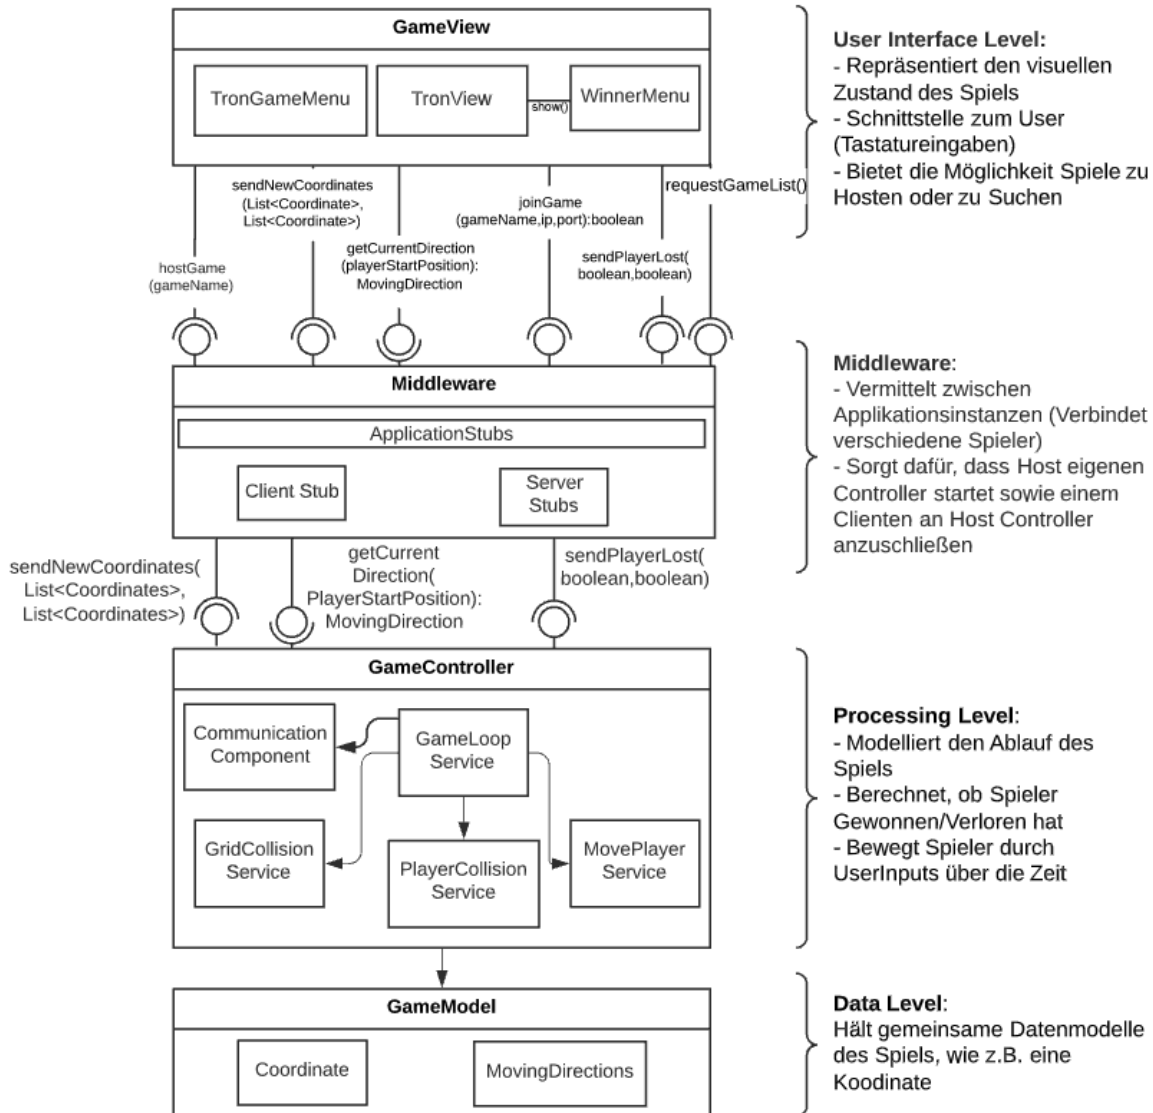 GameView
TronGameMenu
TronView
show()
WinnerMenu
User Interface Level:
- Repräsentiert den visuellen
Zustand des Spiels
- Schnittstelle zum User
(Tastatureingaben)
- Bietet die Möglichkeit Spiele zu
Hosten oder zu Suchen
hostGame
(gameName)
sendNewCoordinates
(List<Coordinate>,
List<Coordinate>)
getCurrentDirection
(playerStartPosition):
MovingDirection
joinGame
(gameName,ip,port):boolean
sendPlayerLost(
boolean,boolean)
requestGameList()
Middleware
ApplicationStubs
Client Stub
Server
Stubs
Middleware:
- Vermittelt zwischen
Applikationsinstanzen (Verbindet
verschiedene Spieler)
- Sorgt dafür, dass Host eigenen
Controller startet sowie einem
Clienten an Host Controller
anzuschließen
sendNewCoordinates(
List<Coordinates>,
List<Coordinates>)
getCurrent
Direction(
PlayerStartPosition):
MovingDirection
sendPlayerLost(
boolean,boolean)
GameController
Communication
Component
GameLoop
Service
GridCollision
Service
PlayerCollision
Service
MovePlayer
Service
Processing Level:
- Modelliert den Ablauf des
Spiels
- Berechnet, ob Spieler
Gewonnen/Verloren hat
- Bewegt Spieler durch
UserInputs über die Zeit
GameModel
Coordinate
MovingDirections
Data Level:
Hält gemeinsame Datenmodelle
des Spiels, wie z.B. eine
Koodinate